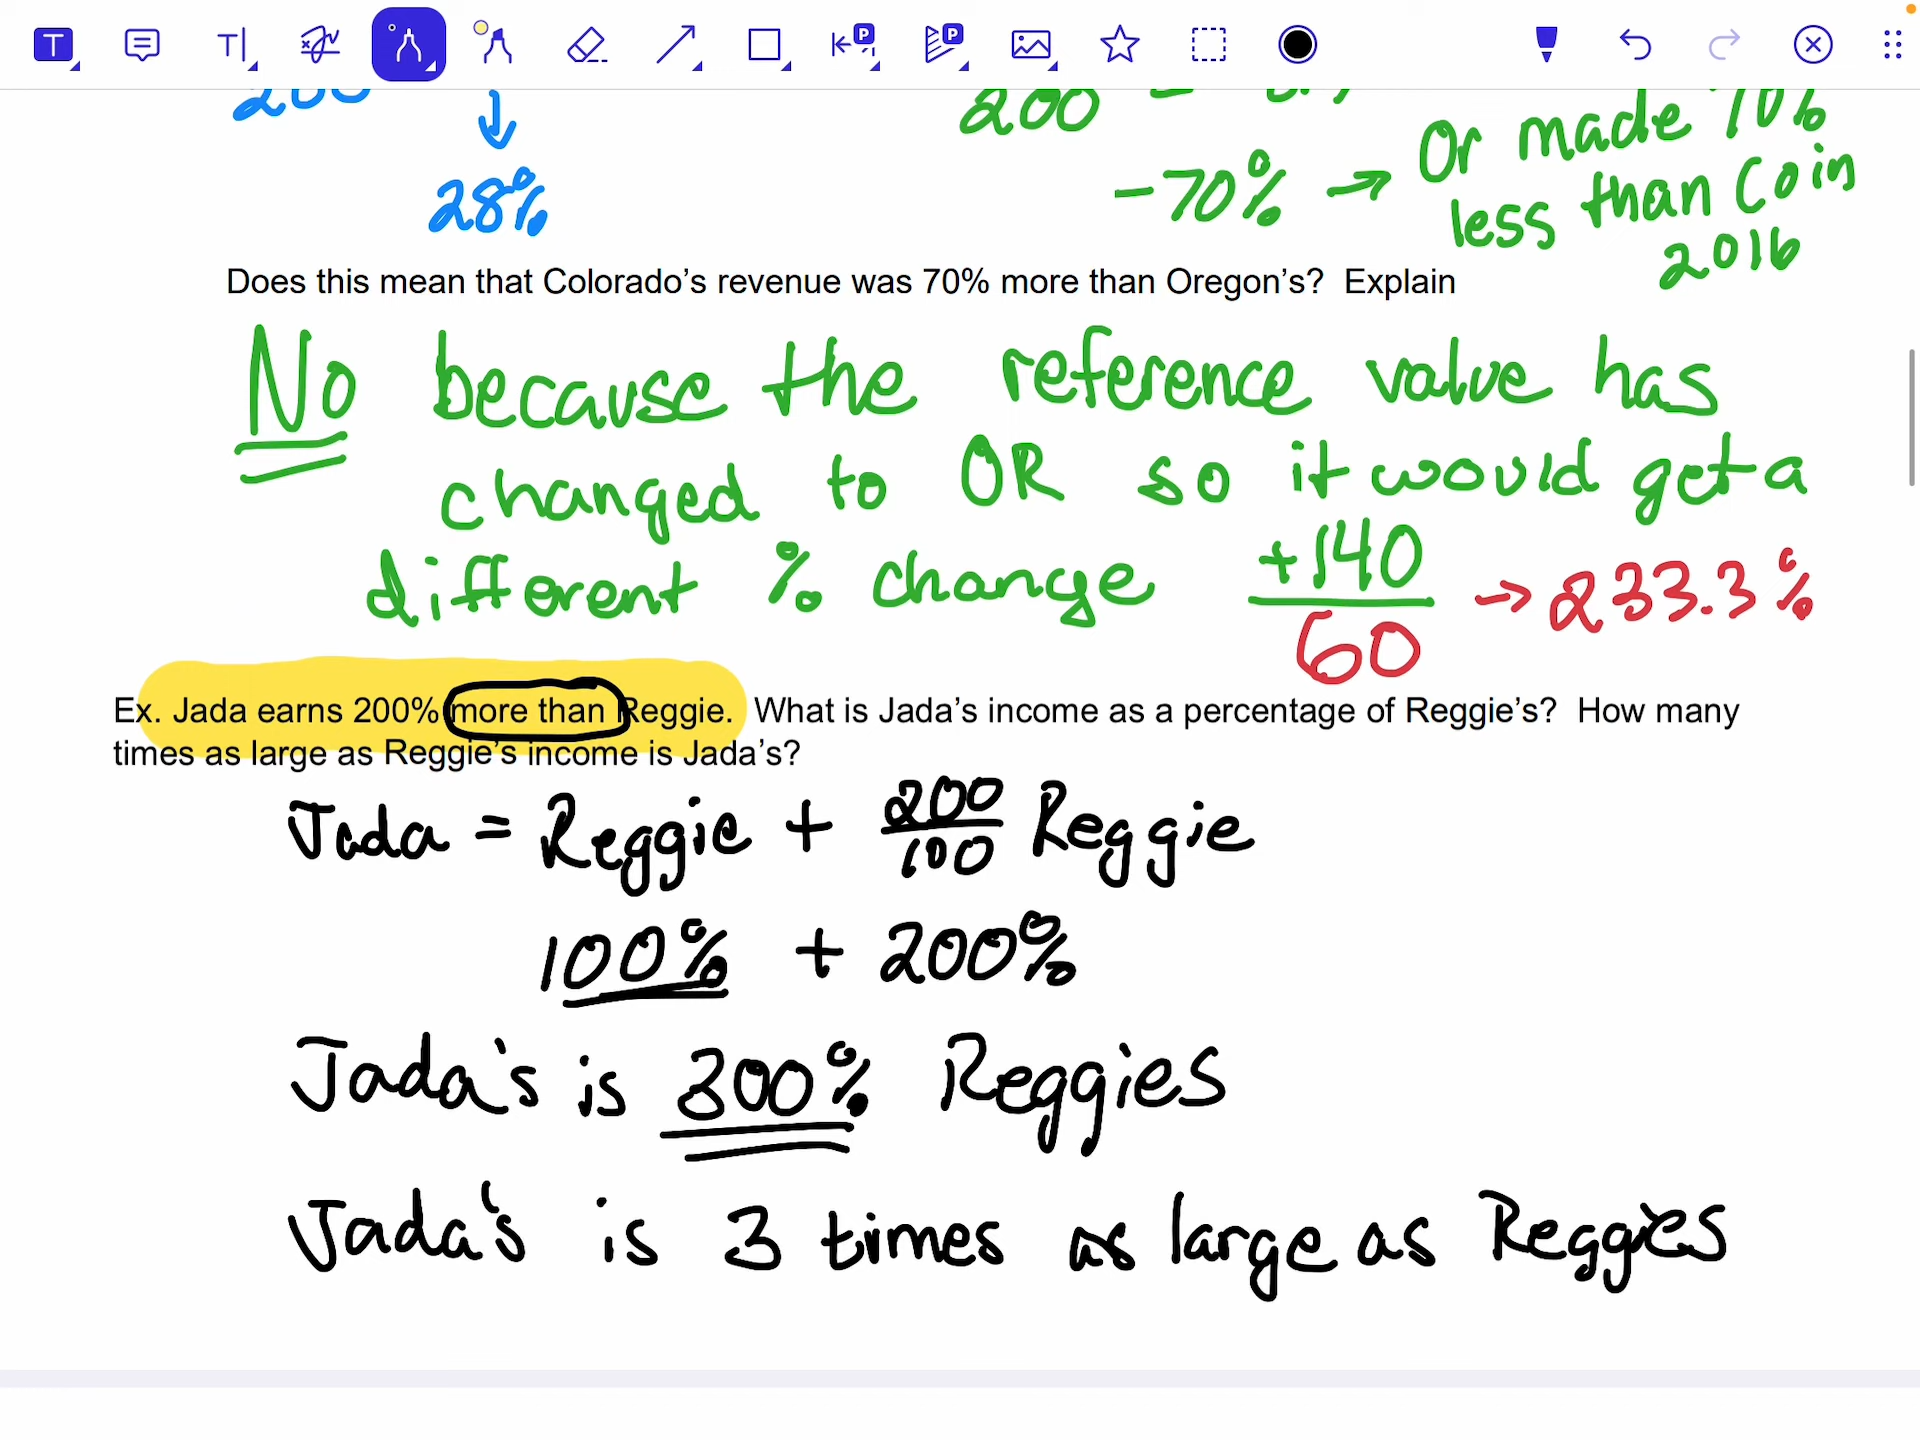 200
28%
200
-70% → Or made 70%
less than CO in
2016
Does this mean that Colorado’s revenue was 70% more than Oregon’s? Explain
No because the reference value has
changed to OR so it would get a
different % change +140/60 → 233.3%
Ex. Jada earns 200% more than Reggie. What is Jada’s income as a percentage of Reggie’s? How many
times as large as Reggie’s income is Jada’s?
Jada = Reggie + 200/100 Reggie
100% + 200%
Jada's is 300% Reggies
Jada's is 3 times as large as Reggies